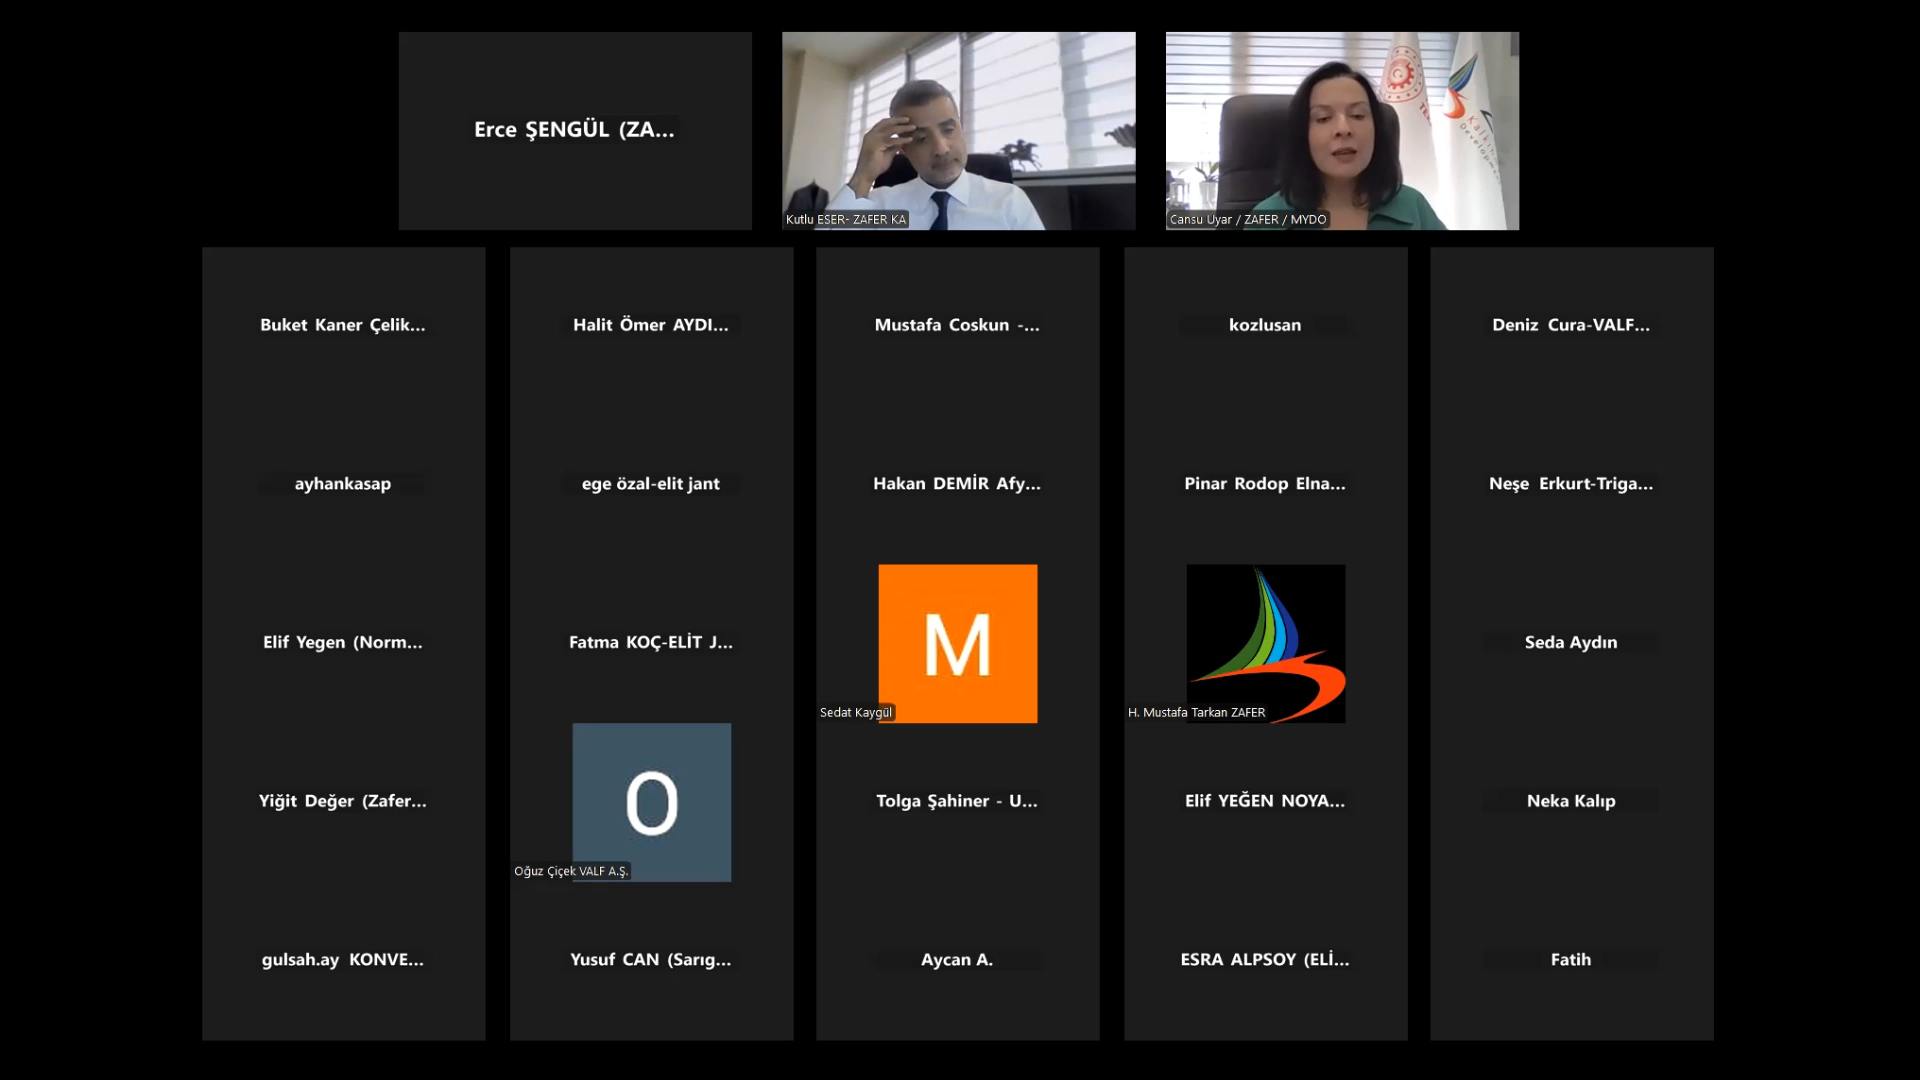 Erce ŞENGÜL (ZA...
Kutlu ESER- ZAFER KA
Cansu Uyar / ZAFER / MYDO
Buket Kaner Çelik...
Halit Ömer AYDI...
Mustafa Coskun -...
kozlusan
Deniz Cura-VALF...
ayhankasap
ege özal-elit jant
Hakan DEMİR Afy...
Pinar Rodop Elna...
Neşe Erkurt-Triga...
Elif Yegen (Norm...
Fatma KOÇ-ELİT J...
M
Sedat Kaygül
H. Mustafa Tarkan ZAFER
Seda Aydın
Yiğit Değer (Zafer...
O
Oğuz Çiçek VALF A.Ş.
Tolga Şahiner - U...
Elif YEĞEN NOYA...
Neka Kalıp
gulsah.ay KONVE...
Yusuf CAN (Sarıg...
Aycan A.
ESRA ALPSOY (ELİ...
Fatih